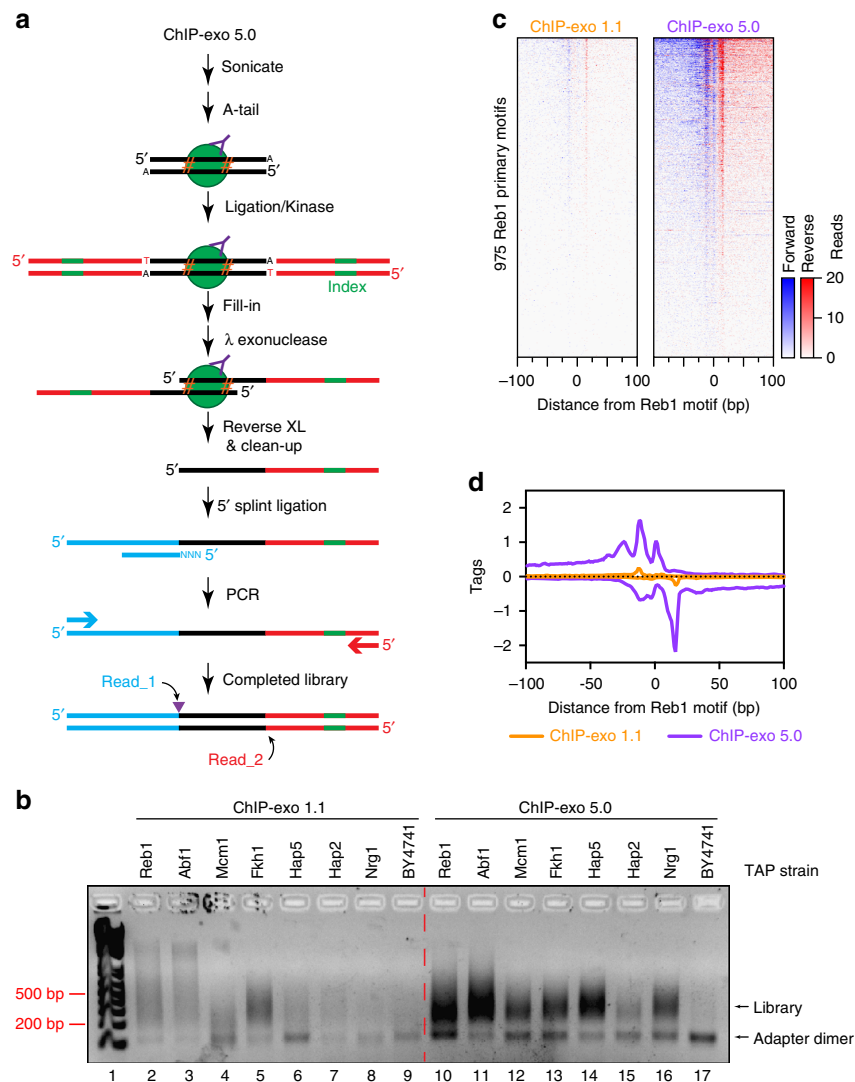 a
ChIP-exo 5.0
Sonicate
A-tail
5′ A
A 5′
Ligation/Kinase
5′ T A
A T 5′
Index
Fill-in
λ exonuclease
5′
5′
Reverse XL
& clean-up
5′
5′ splint ligation
5′
NNN 5′
PCR
5′
Completed library
Read_1
5′
5′
Read_2
c
ChIP-exo 1.1 ChIP-exo 5.0
975 Reb1 primary motifs
Forward
Reverse
Reads
20
10
0
−100 0 100 −100 0 100
Distance from Reb1 motif (bp)
d
Tags
2
1
0
−1
−2
−100 −50 0 50 100
Distance from Reb1 motif (bp)
ChIP-exo 1.1 ChIP-exo 5.0
b
ChIP-exo 1.1 ChIP-exo 5.0
Reb1 Abf1 Mcm1 Fkh1 Hap5 Hap2 Nrg1 BY4741 Reb1 Abf1 Mcm1 Fkh1 Hap5 Hap2 Nrg1 BY4741 TAP strain
500 bp
200 bp
Library
Adapter dimer
1 2 3 4 5 6 7 8 9 10 11 12 13 14 15 16 17